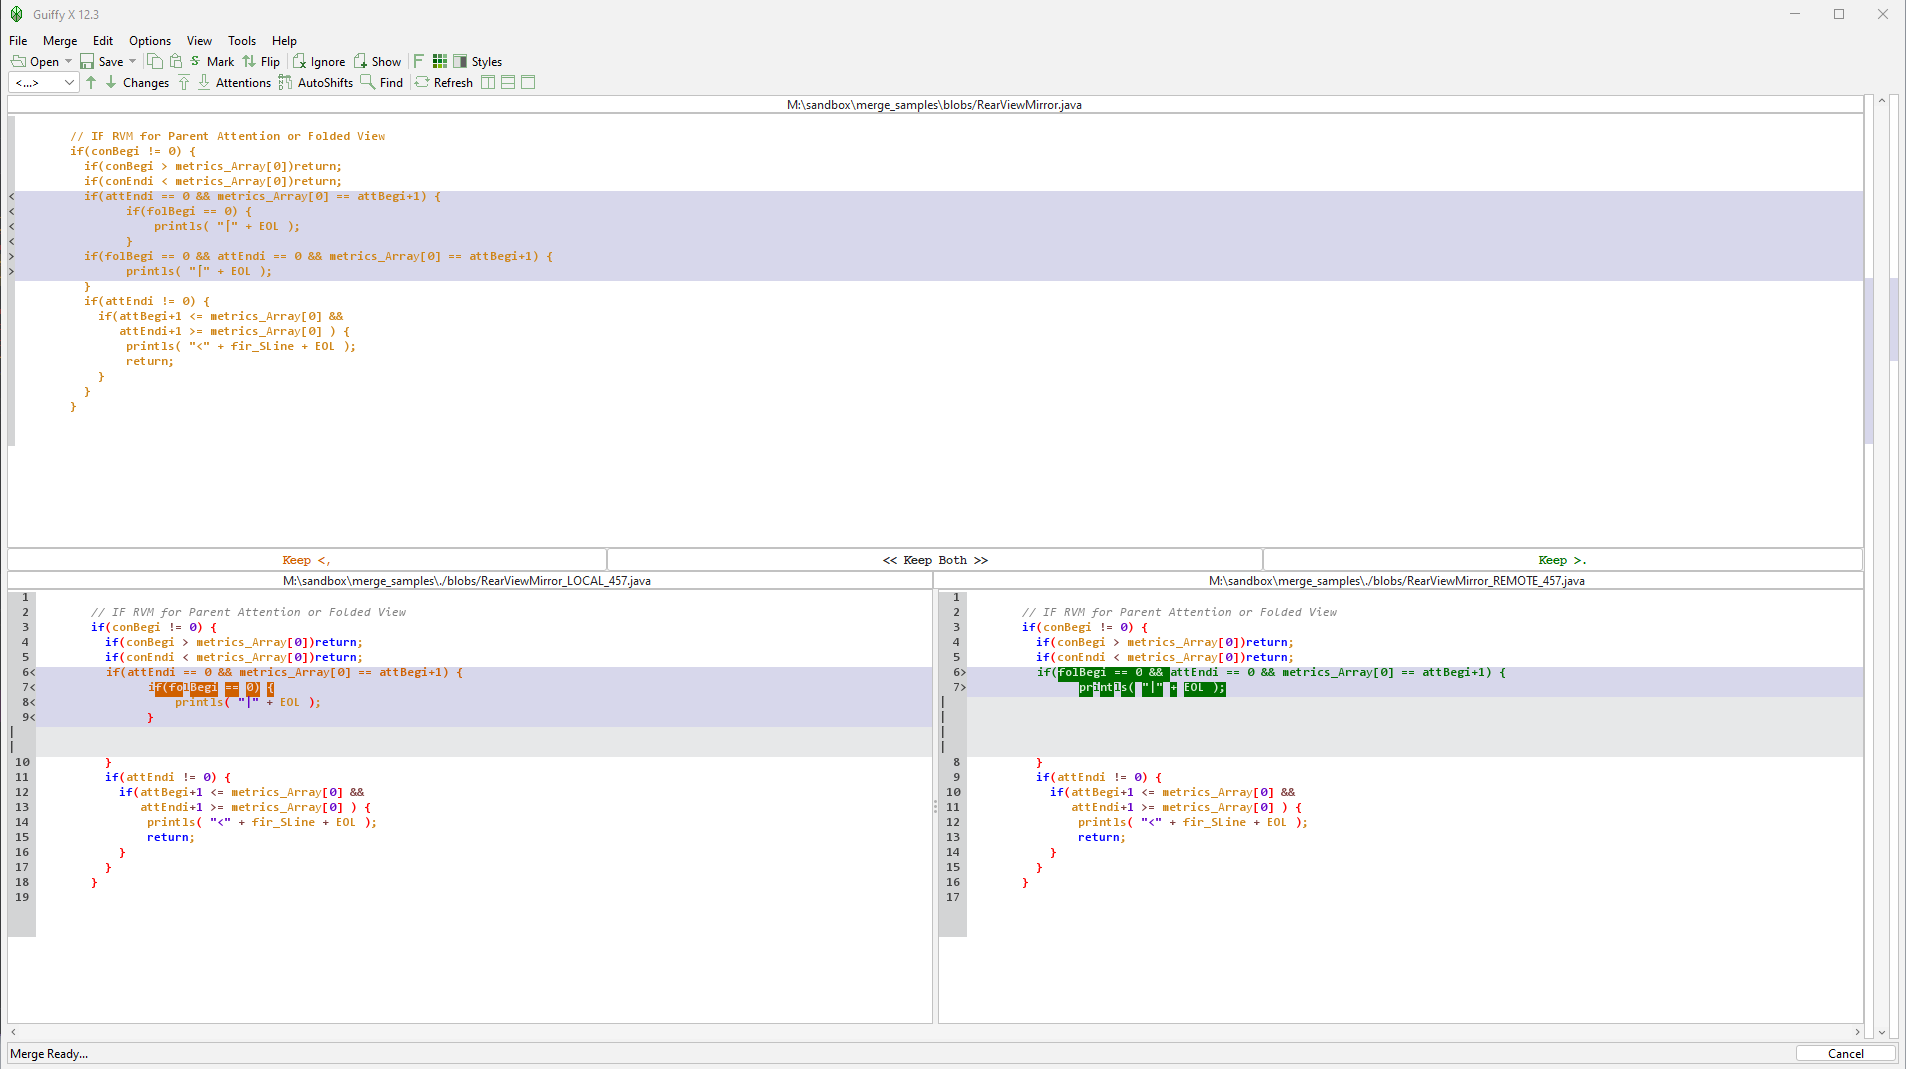 Guiffy X 12.3
File Merge Edit Options View Tools Help
Open Save Mark Flip Ignore Show F Styles
<...> Changes Attentions AutoShifts Find Refresh
M:\sandbox\merge_samples\blobs/RearViewMirror.java
// IF RVM for Parent Attention or Folded View
if(conBegi != 0) {
if(conBegi > metrics_Array[0])return;
if(conEndi < metrics_Array[0])return;
< if(attEndi == 0 && metrics_Array[0] == attBegi+1) {
< if(folBegi == 0) {
< printls( "|" + EOL );
< }
> if(folBegi == 0 && attEndi == 0 && metrics_Array[0] == attBegi+1) {
> printls( "|" + EOL );
}
if(attEndi != 0) {
if(attBegi+1 <= metrics_Array[0] &&
attEndi+1 >= metrics_Array[0] ) {
printls( "<" + fir_SLine + EOL );
return;
}
}
}
Keep <, << Keep Both >> Keep >.
M:\sandbox\merge_samples\./blobs/RearViewMirror_LOCAL_457.java
1
2 // IF RVM for Parent Attention or Folded View
3 if(conBegi != 0) {
4 if(conBegi > metrics_Array[0])return;
5 if(conEndi < metrics_Array[0])return;
6< if(attEndi == 0 && metrics_Array[0] == attBegi+1) {
7< if(folBegi == 0) {
8< printls( "|" + EOL );
9< }
|
|
10 }
11 if(attEndi != 0) {
12 if(attBegi+1 <= metrics_Array[0] &&
13 attEndi+1 >= metrics_Array[0] ) {
14 printls( "<" + fir_SLine + EOL );
15 return;
16 }
17 }
18 }
19
M:\sandbox\merge_samples\./blobs/RearViewMirror_REMOTE_457.java
1
2 // IF RVM for Parent Attention or Folded View
3 if(conBegi != 0) {
4 if(conBegi > metrics_Array[0])return;
5 if(conEndi < metrics_Array[0])return;
6> if(folBegi == 0 && attEndi == 0 && metrics_Array[0] == attBegi+1) {
7> printls( "|" + EOL );
|
|
|
|
8 }
9 if(attEndi != 0) {
10 if(attBegi+1 <= metrics_Array[0] &&
11 attEndi+1 >= metrics_Array[0] ) {
12 printls( "<" + fir_SLine + EOL );
13 return;
14 }
15 }
16 }
17
Merge Ready...
Cancel